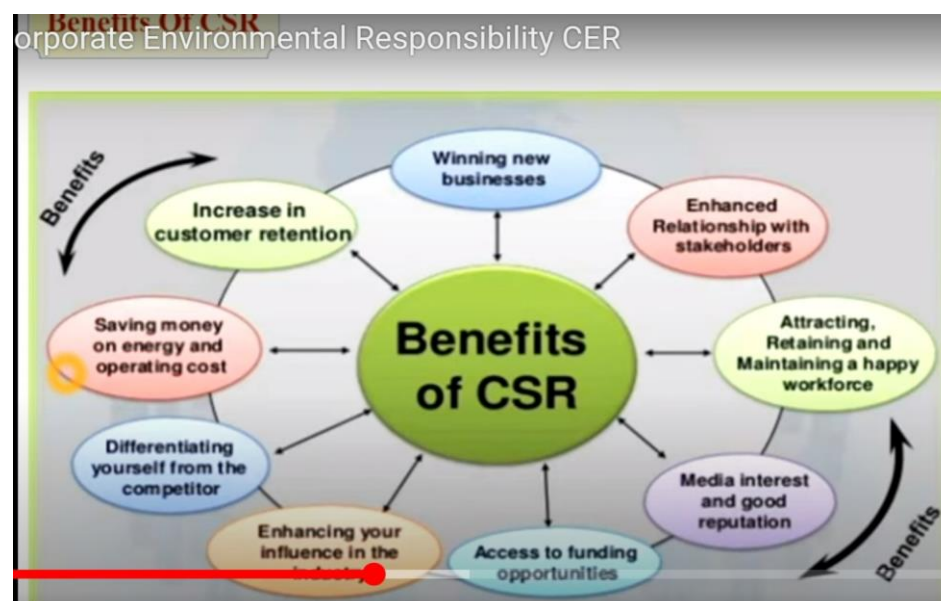 Benefits Of CSR
orporate Environmental Responsibility CER
Benefits
Winning new
businesses
Enhanced
Relationship with
stakeholders
Attracting,
Retaining and
Maintaining a happy
workforce
Media interest
and good
reputation
Access to funding
opportunities
Enhancing your
influence in the
industry
Differentiating
yourself from the
competitor
Saving money
on energy and
operating cost
Increase in
customer retention
Benefits
of CSR
Benefits